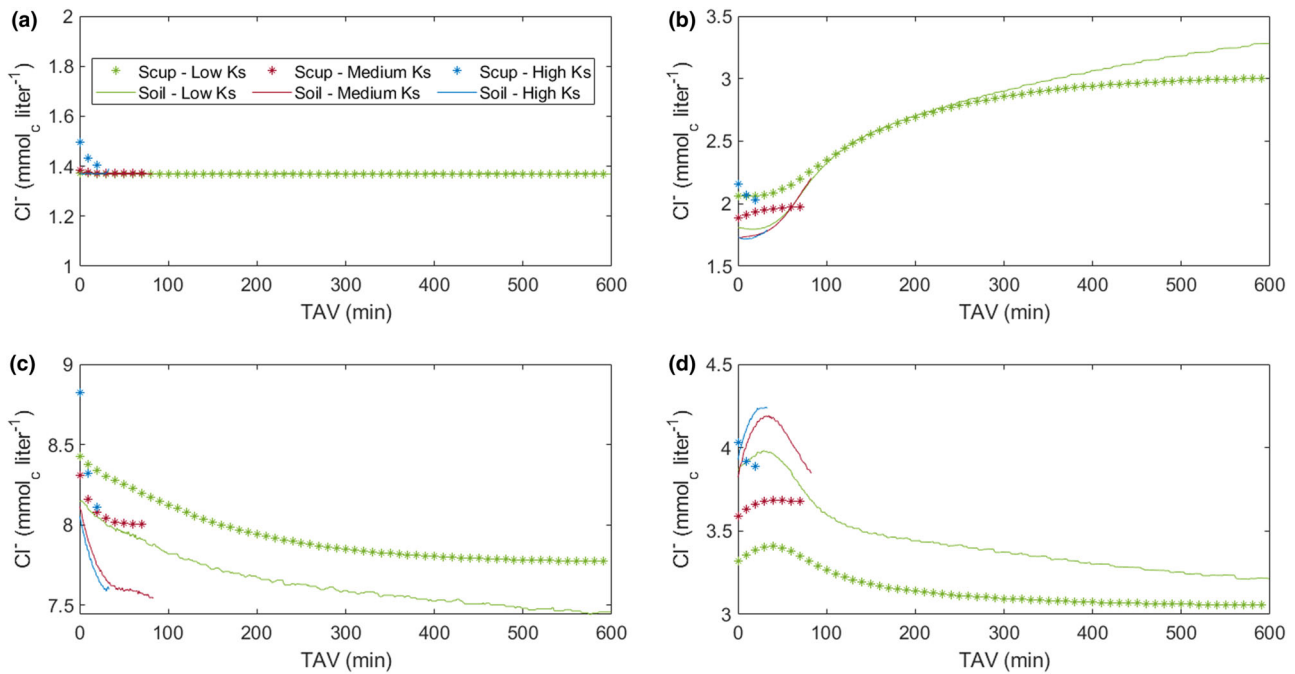 (a)
2
1.8
1.6
1.4
1.2
1
Cl⁻ (mmol_c liter⁻¹)
Scup - Low Ks Scup - Medium Ks Scup - High Ks
Soil - Low Ks Soil - Medium Ks Soil - High Ks
0 100 200 300 400 500 600
TAV (min)
(b)
3.5
3
2.5
2
1.5
Cl⁻ (mmol_c liter⁻¹)
0 100 200 300 400 500 600
TAV (min)
(c)
9
8.5
8
7.5
Cl⁻ (mmol_c liter⁻¹)
0 100 200 300 400 500 600
TAV (min)
(d)
4.5
4
3.5
3
Cl⁻ (mmol_c liter⁻¹)
0 100 200 300 400 500 600
TAV (min)